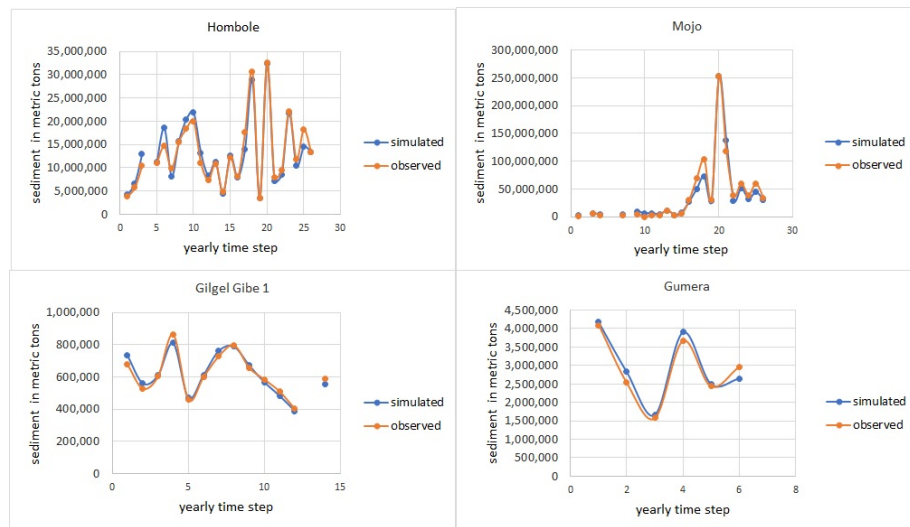 Hombole
35,000,000
30,000,000
25,000,000
20,000,000
15,000,000
10,000,000
5,000,000
0
sediment in metric tons
0 5 10 15 20 25 30
yearly time step
simulated
observed
Mojo
300,000,000
250,000,000
200,000,000
150,000,000
100,000,000
50,000,000
0
sediment in metric tons
0 10 20 30
yearly time step
simulated
observed
Gilgel Gibe 1
1,000,000
800,000
600,000
400,000
200,000
0
sediment in metric tons
0 5 10 15
yearly time step
simulated
observed
Gumera
4,500,000
4,000,000
3,500,000
3,000,000
2,500,000
2,000,000
1,500,000
1,000,000
500,000
0
sediment in metric tons
0 2 4 6 8
yearly time step
simulated
observed